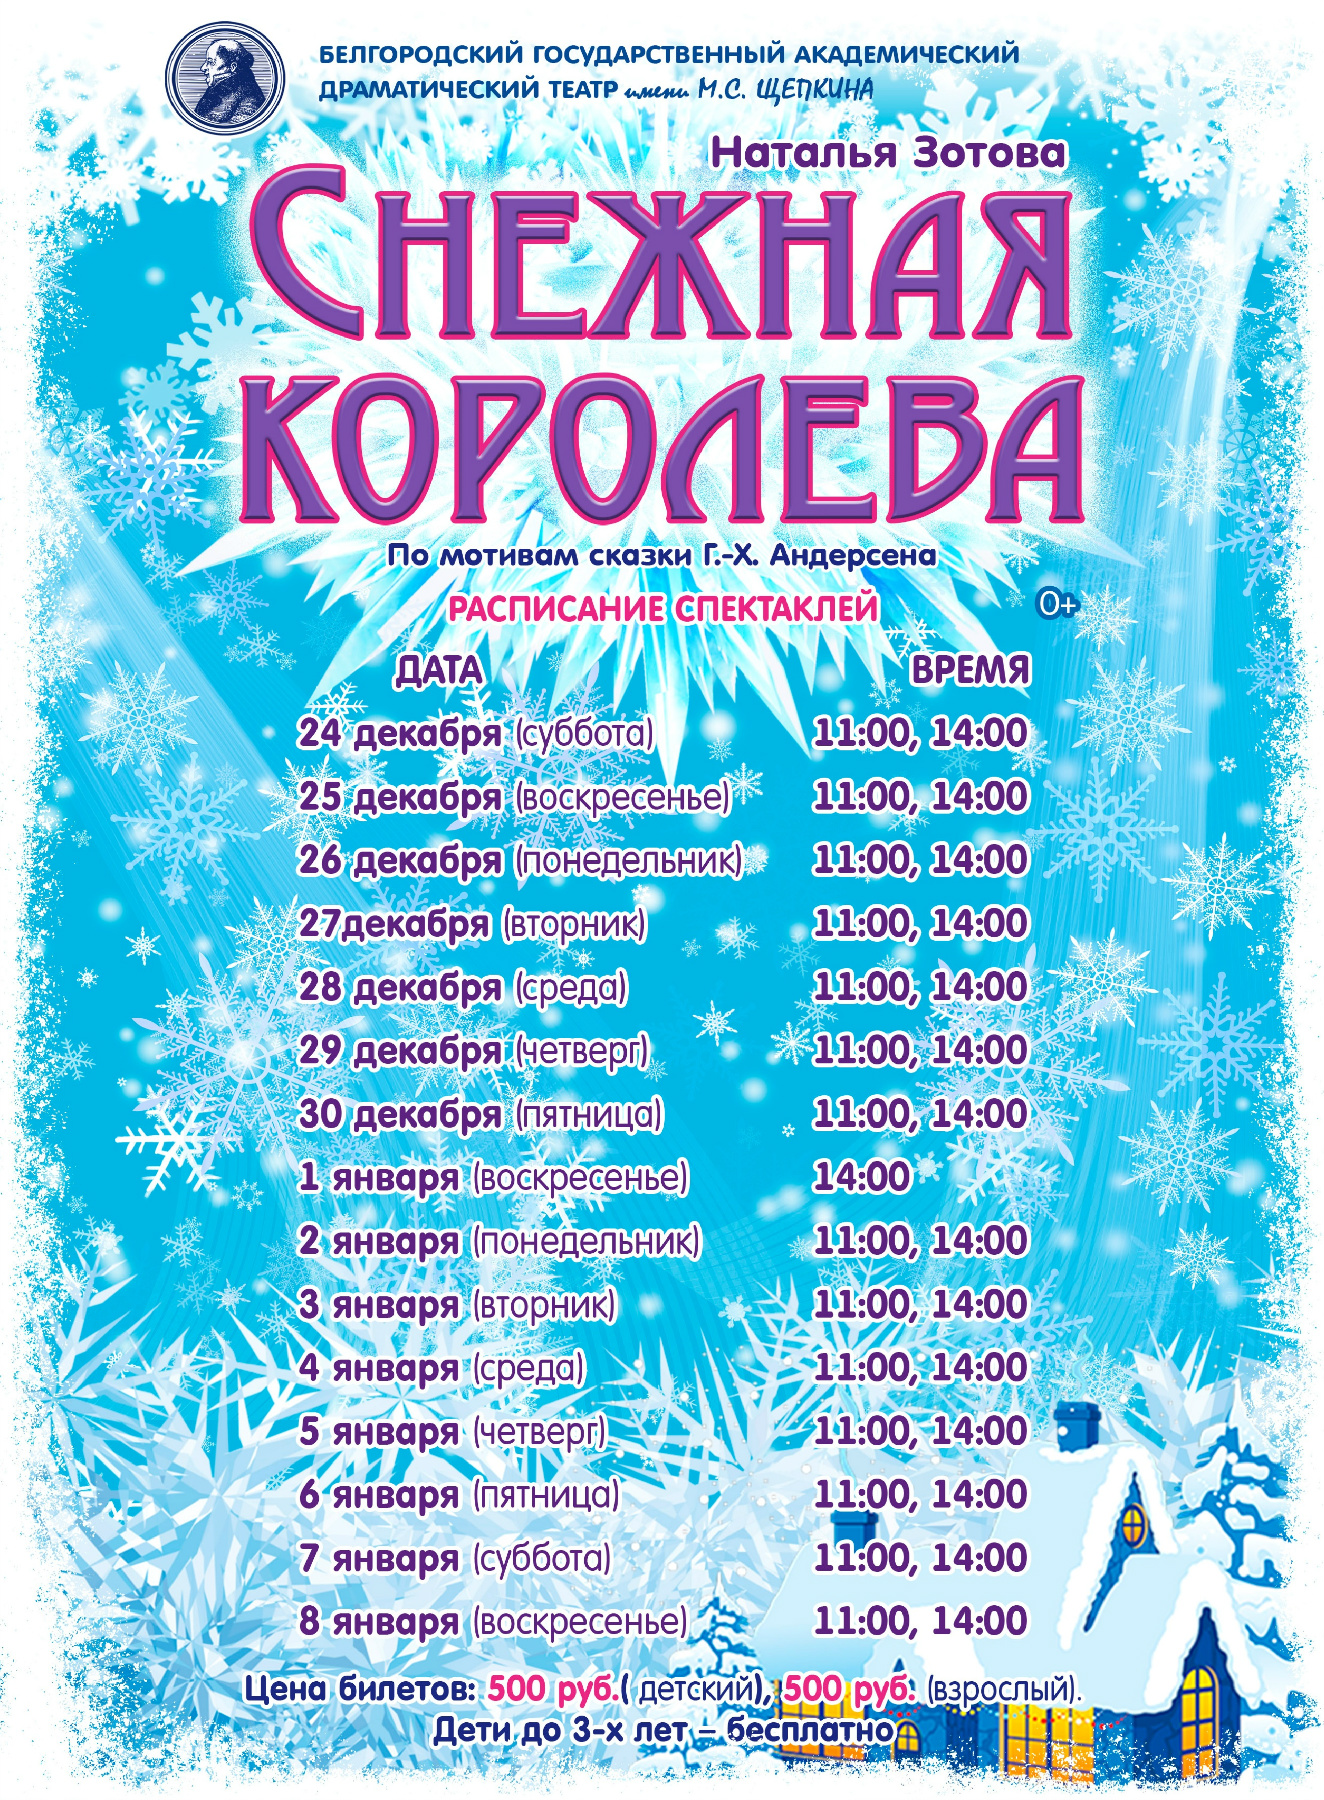 БЕЛГОРОДСКИЙ ГОСУДАРСТВЕННЫЙ АКАДЕМИЧЕСКИЙ
ДРАМАТИЧЕСКИЙ ТЕАТР имени М.С. ЩЕПКИНА
Наталья Зотова
СНЕЖНАЯ
КОРОЛЕВА
По мотивам сказки Г.-Х. Андерсена
РАСПИСАНИЕ СПЕКТАКЛЕЙ 0+
ДАТА ВРЕМЯ
24 декабря (суббота) 11:00, 14:00
25 декабря (воскресенье) 11:00, 14:00
26 декабря (понедельник) 11:00, 14:00
27декабря (вторник) 11:00, 14:00
28 декабря (среда) 11:00, 14:00
29 декабря (четверг) 11:00, 14:00
30 декабря (пятница) 11:00, 14:00
1 января (воскресенье) 14:00
2 января (понедельник) 11:00, 14:00
3 января (вторник) 11:00, 14:00
4 января (среда) 11:00, 14:00
5 января (четверг) 11:00, 14:00
6 января (пятница) 11:00, 14:00
7 января (суббота) 11:00, 14:00
8 января (воскресенье) 11:00, 14:00
Цена билетов: 500 руб.( детский), 500 руб. (взрослый).
Дети до 3-х лет – бесплатно